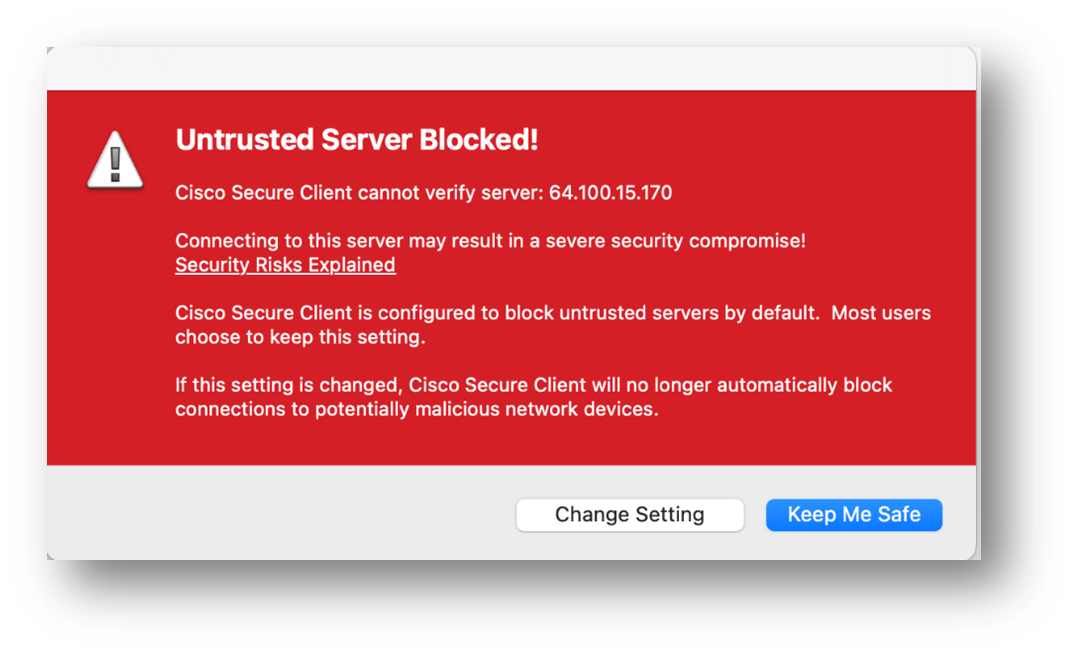 Untrusted Server Blocked!
Cisco Secure Client cannot verify server: 64.100.15.170
Connecting to this server may result in a severe security compromise!
Security Risks Explained
Cisco Secure Client is configured to block untrusted servers by default.  Most users
choose to keep this setting.
If this setting is changed, Cisco Secure Client will no longer automatically block
connections to potentially malicious network devices.
Change Setting
Keep Me Safe